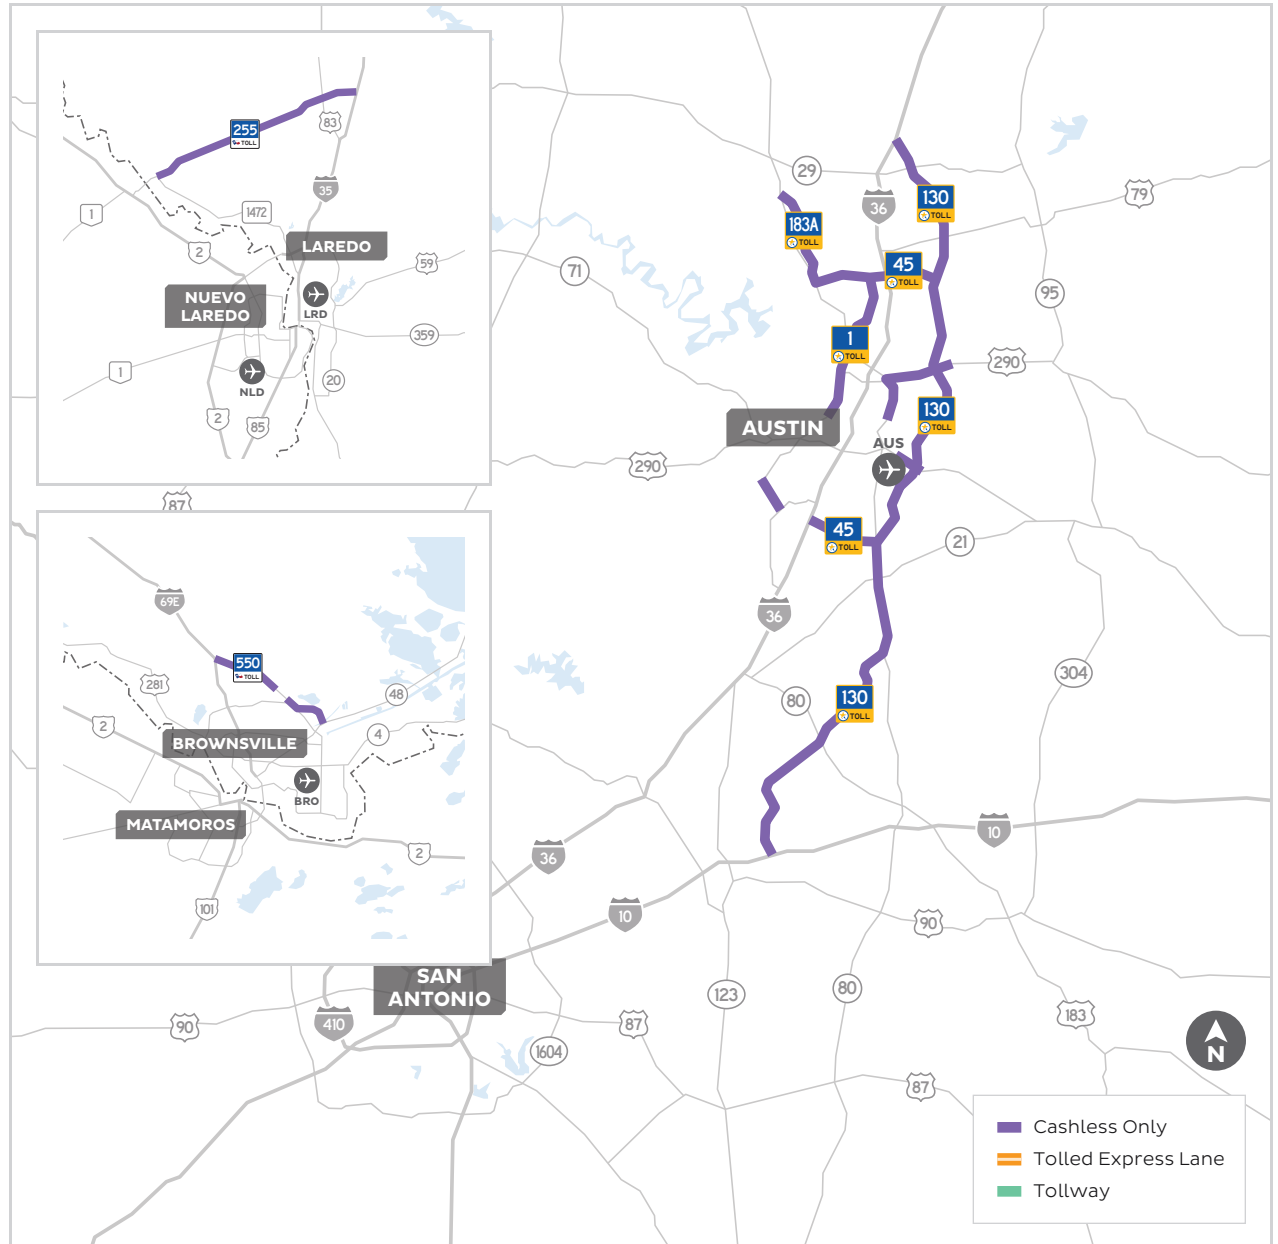 255
TOLL
83
35
1
1472
2
LAREDO
59
NUEVO
LAREDO
LRD
359
1
NLD
20
2
85
87
69E
550
TOLL
281
48
2
4
BROWNSVILLE
BRO
MATAMOROS
2
101
29
36
130
TOLL
79
183A
TOLL
71
45
TOLL
95
1
TOLL
290
130
TOLL
AUSTIN
AUS
290
45
TOLL
21
36
304
80
130
TOLL
36
10
10
90
SAN
ANTONIO
123
80
90
410
87
183
1604
87
N
Cashless Only
Tolled Express Lane
Tollway